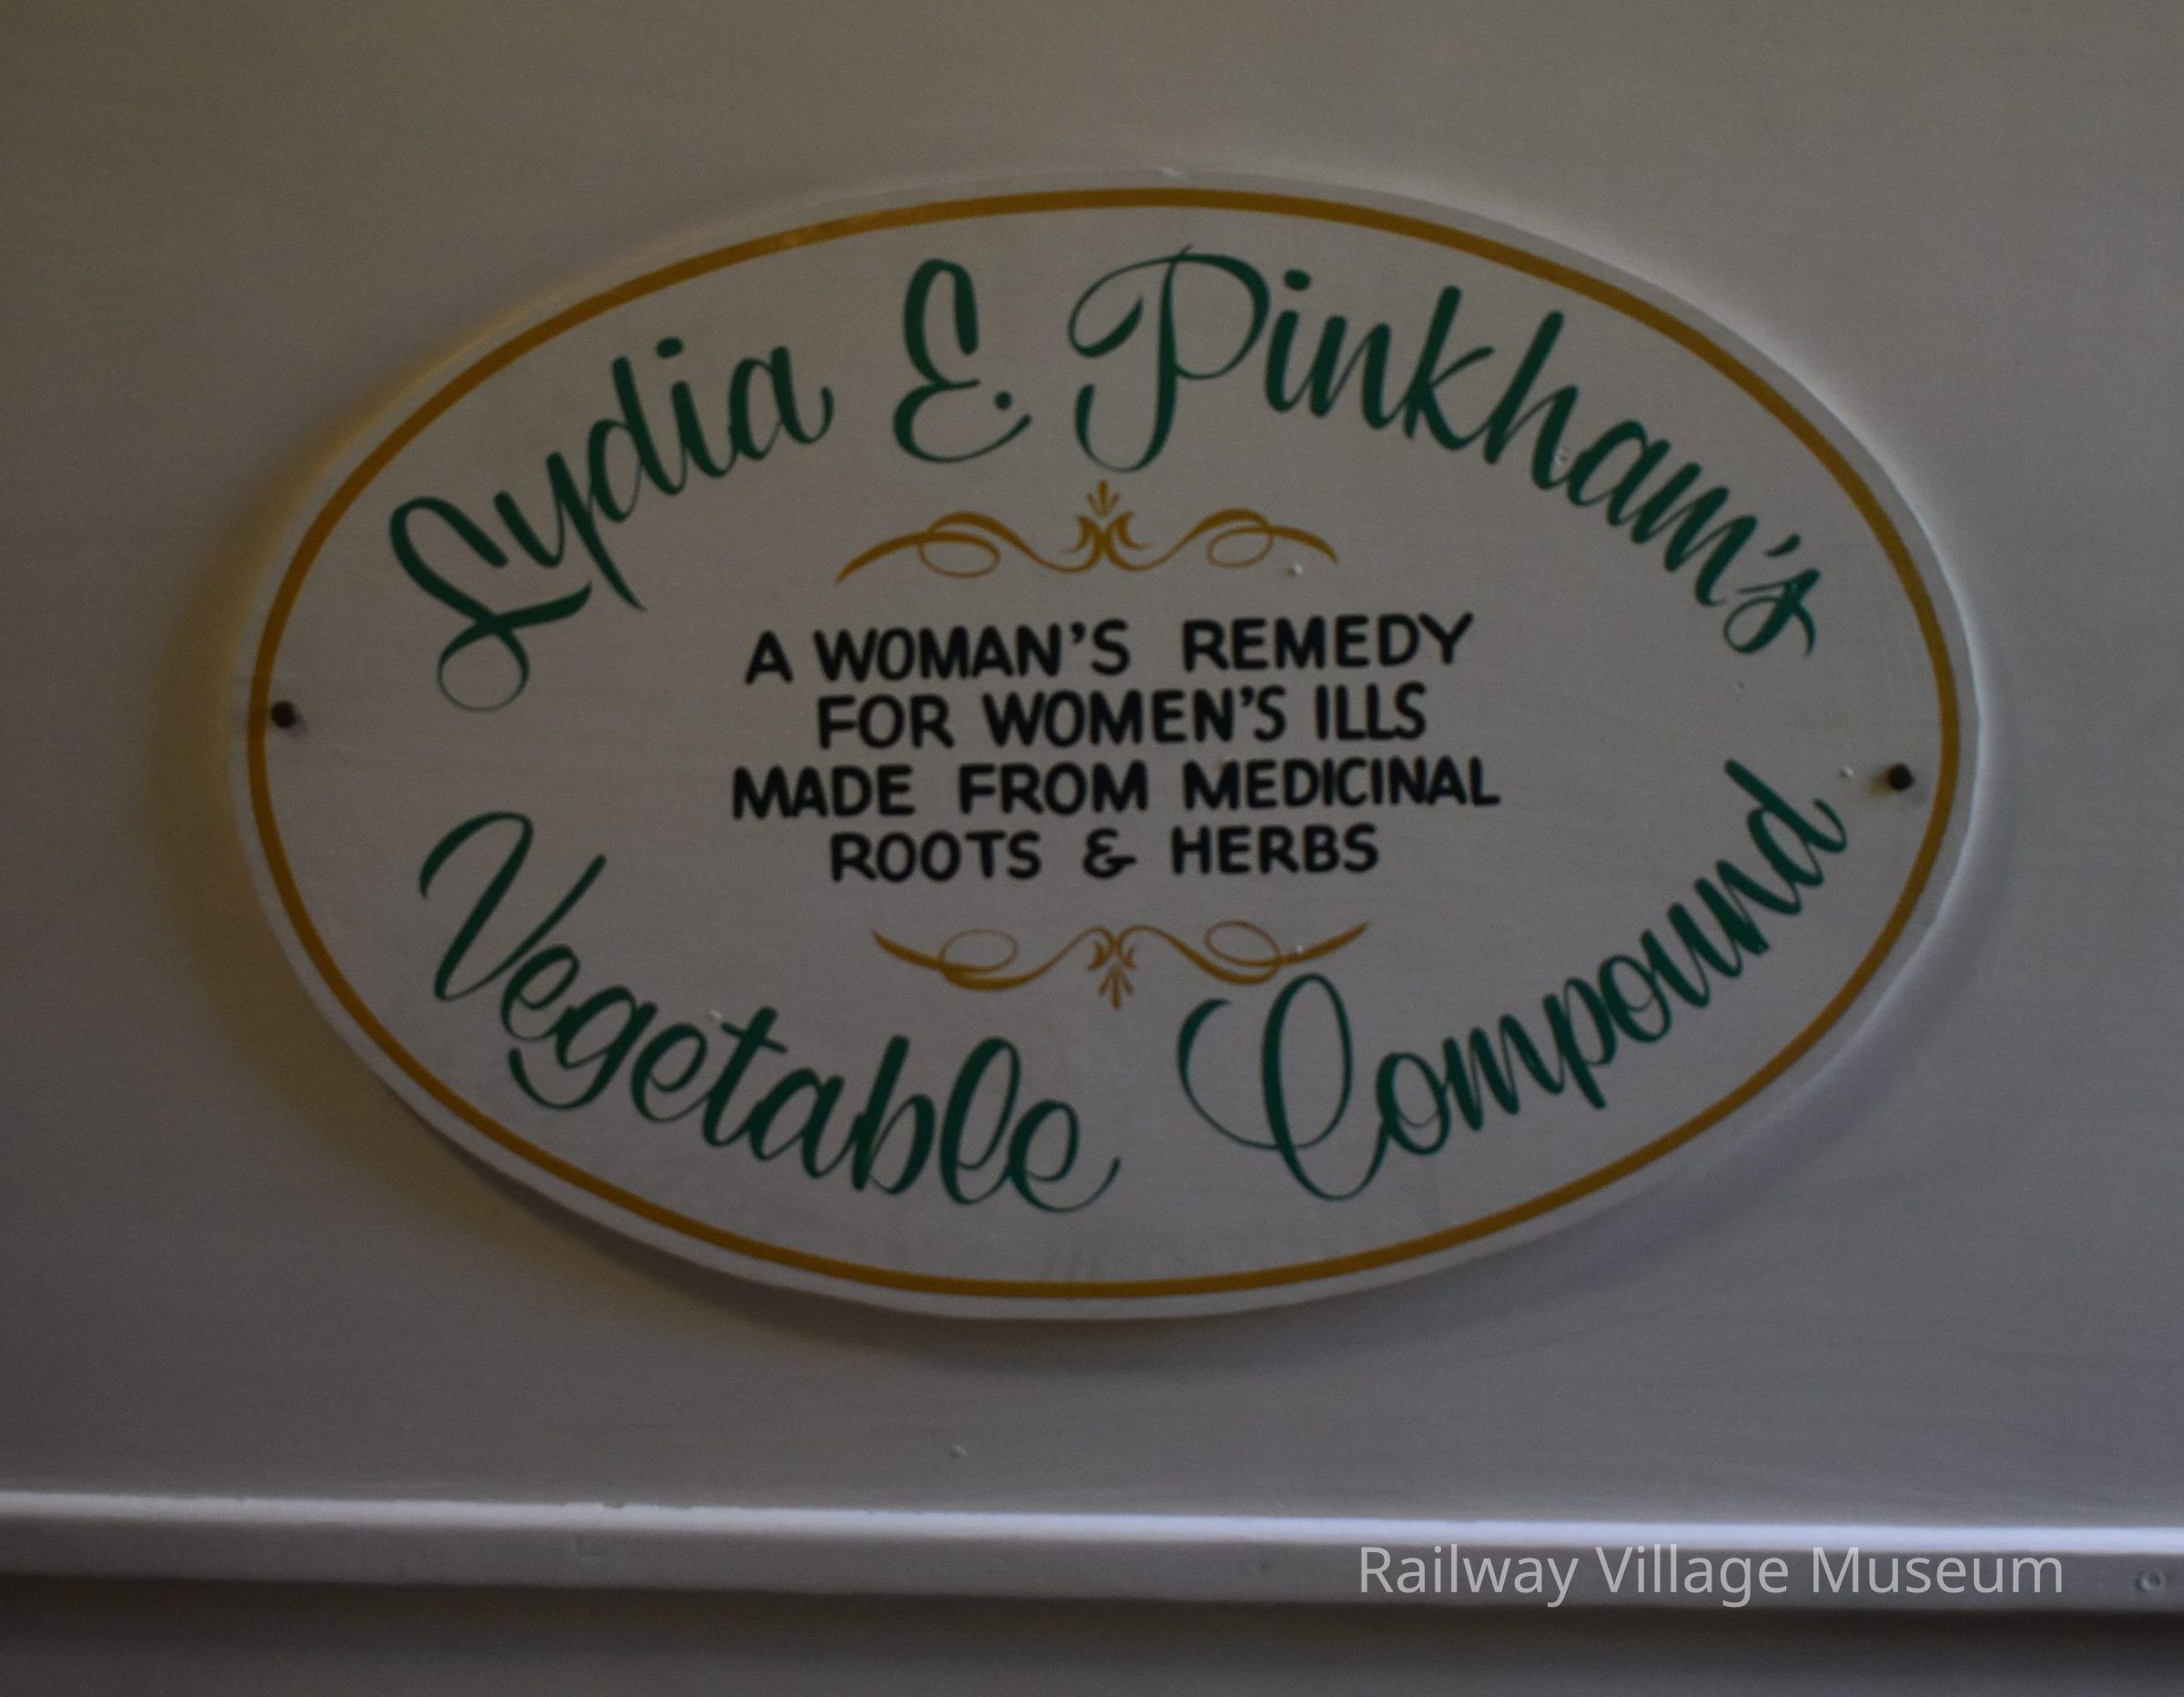 Lydia E. Pinkham's
A WOMAN'S REMEDY
FOR WOMEN'S ILLS
MADE FROM MEDICINAL
ROOTS & HERBS
Vegetable Compound
Railway Village Museum